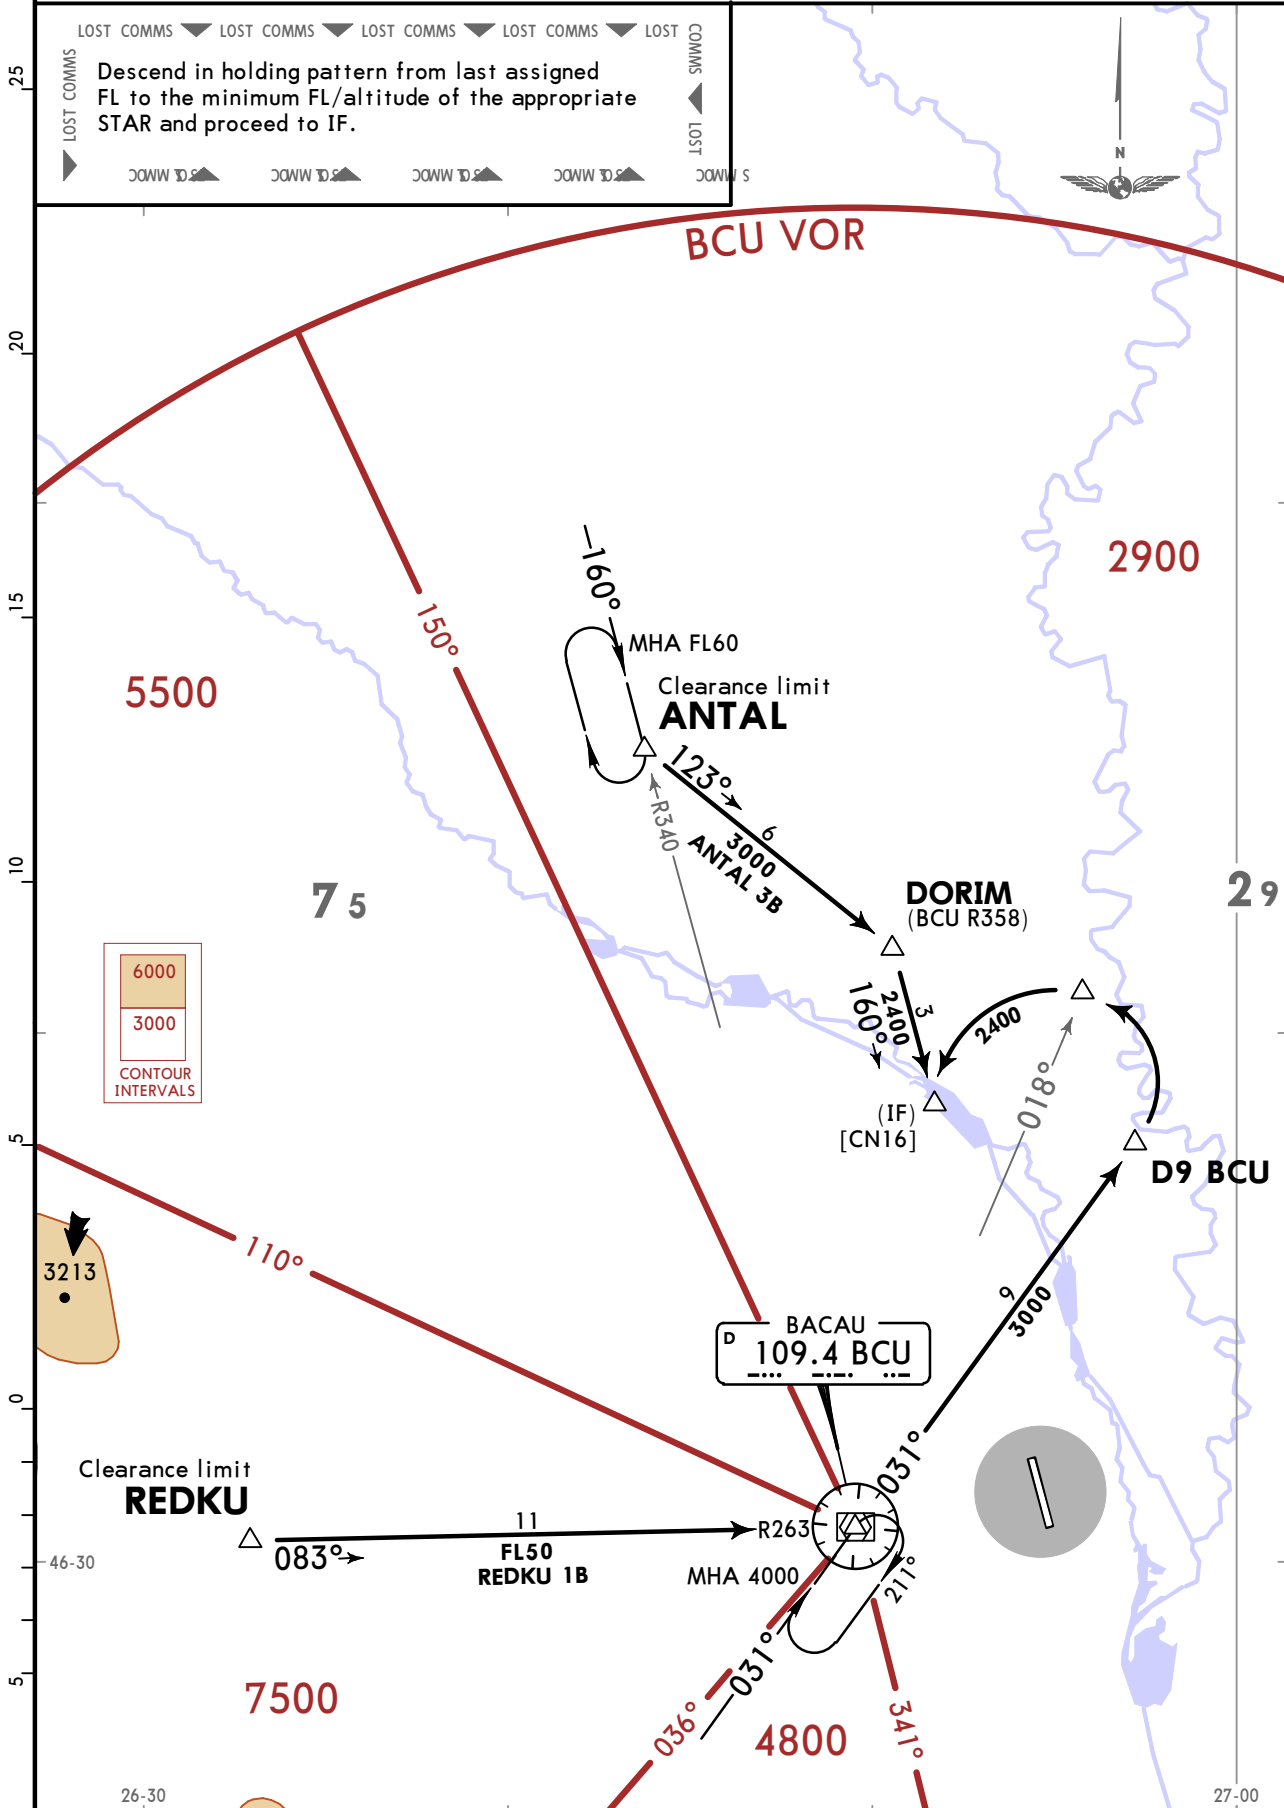 LOST COMMS LOST COMMS LOST COMMS LOST COMMS LOST COMMS
LOST COMMS
LOST
Descend in holding pattern from last assigned
FL to the minimum FL/altitude of the appropriate
STAR and proceed to IF.
N
25
20
15
10
5
0
5
BCU VOR
2900
5500
150°
160°
MHA FL60
Clearance limit
ANTAL
123°
6
3000
ANTAL 3B
R340
7 5
2 9
DORIM
(BCU R358)
3
2400
160°
2400
6000
3000
CONTOUR
INTERVALS
(IF)
[CN16]
018°
D9 BCU
110°
3213
9
3000
BACAU
D 109.4 BCU
031°
Clearance limit
REDKU
11
R263
083°
FL50
REDKU 1B
46-30
MHA 4000
211°
031°
7500
036°
4800
341°
26-30
27-00